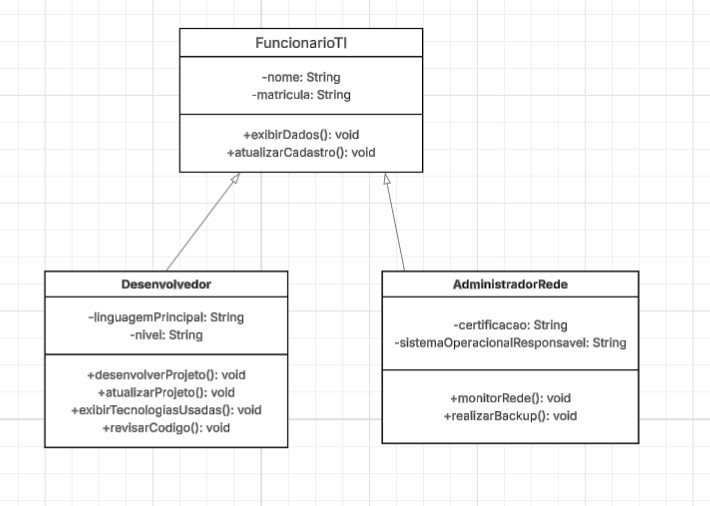 FuncionarioTI
-nome: String
-matricula: String
+exibirDados(): void
+atualizarCadastro(): void
Desenvolvedor
-linguagemPrincipal: String
-nivel: String
+desenvolverProjeto(): void
+atualizarProjeto(): void
+exibirTecnologiasUsadas(): void
+revisarCodigo(): void
AdministradorRede
-certificacao: String
-sistemaOperacionalResponsavel: String
+monitorRede(): void
+realizarBackup(): void